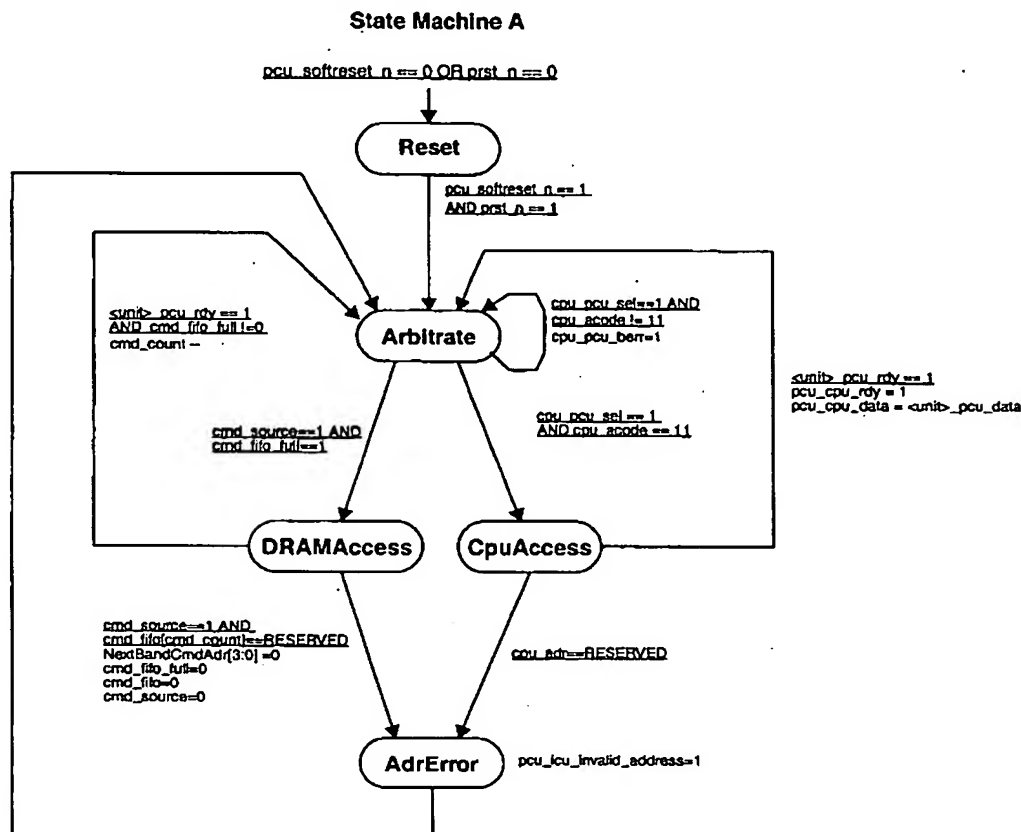 State Machine A
pcu_softreset_n == 0 OR prst_n == 0
Reset
pcu_softreset_n == 1
AND prst_n == 1
<unit>_pcu_rdy == 1
AND cmd_fifo_full !=0
cmd_count --
Arbitrate
cpu_pcu_sel==1 AND
cpu_acode != 11
cpu_pcu_berr=1
<unit>_pcu_rdy == 1
pcu_cpu_rdy = 1
pcu_cpu_data = <unit>_pcu_data
cmd_source==1 AND
cmd_fifo_full==1
cpu_pcu_sel == 1
AND cpu_acode == 11
DRAMAccess
CpuAccess
cmd_source==1 AND
cmd_fifo[cmd_count]==RESERVED
NextBandCmdAdr[3:0] =0
cmd_fifo_full=0
cmd_fifo=0
cmd_source=0
cpu_adr==RESERVED
AdrError
pcu_icu_invalid_address=1